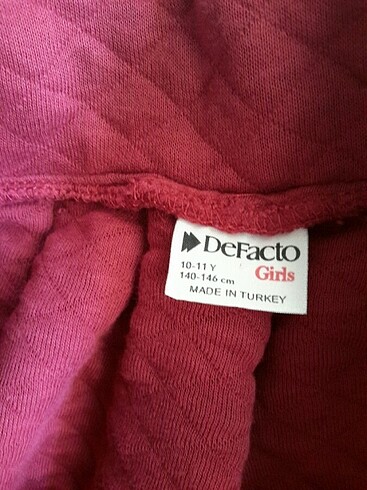 DeFacto
10-11 Y
Girls
140-146 cm
MADE IN TURKEY